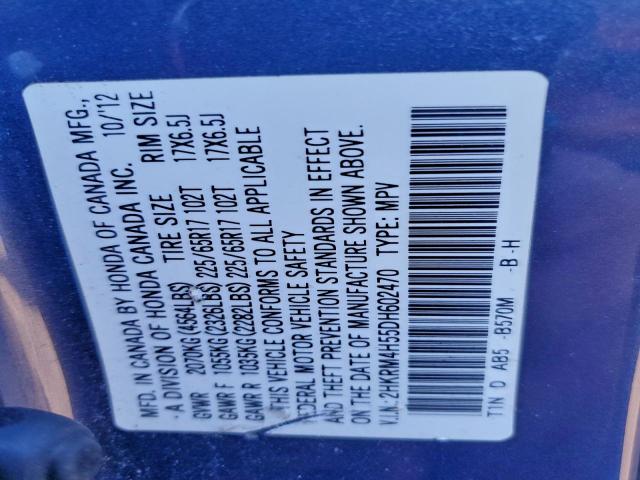 MFD. IN CANADA BY HONDA OF CANADA MFG.,
- A DIVISION OF HONDA CANADA INC. 10/'12
TIRE SIZE RIM SIZE
GVWR 2070KG(4564LBS)
GAWR F 1055KG(2326LBS) 225/65R17 102T 17X6.5J
GAWR R 1035KG(2282LBS) 225/65R17 102T 17X6.5J
THIS VEHICLE CONFORMS TO ALL APPLICABLE
FEDERAL MOTOR VEHICLE SAFETY
AND THEFT PREVENTION STANDARDS IN EFFECT
ON THE DATE OF MANUFACTURE SHOWN ABOVE.
V.I.N.:2HKRM4H55DH602470 TYPE: MPV
T1N D AB5 -B570M -B-H